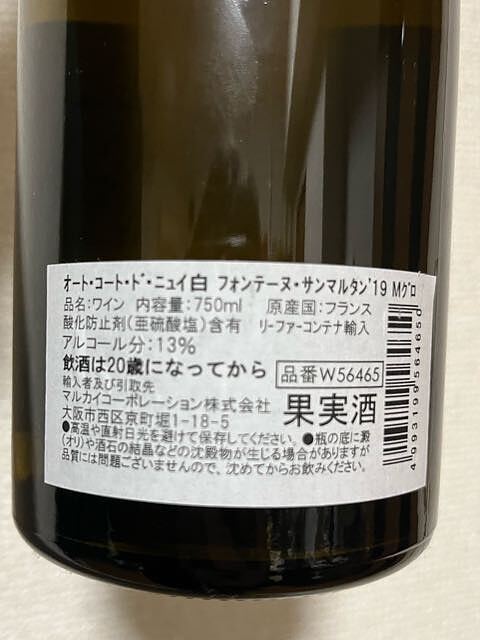 オート・コート・ド・ニュイ白 フォンテーヌ・サンマルタン'19 Mグロ
品名:ワイン 内容量:750ml 原産国:フランス
酸化防止剤(亜硫酸塩)含有 リーファーコンテナ輸入
アルコール分:13%
飲酒は20歳になってから 品番W56465
輸入者及び引取先
マルカイコーポレーション株式会社
大阪市西区京町堀1-18-5
果実酒
●高温や直射日光を避けて保存してください。●瓶の底に澱
(オリ)や酒石の結晶などの沈殿物が生じる場合がありますが
品質には問題ございませんので、沈めてからお飲みください。
4993199564650